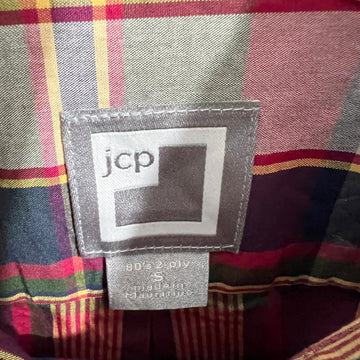 jcp
80's 2-ply
S
made in
Mauritius